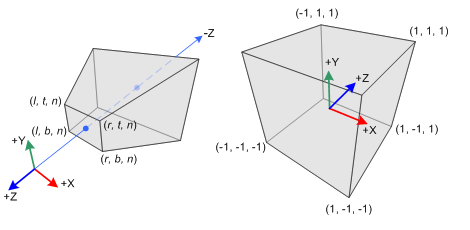 -Z
(l, t, n)
(r, t, n)
(l, b, n)
(r, b, n)
+Y
+X
+Z
(-1, 1, 1)
(1, 1, 1)
+Y
+Z
+X
(1, -1, 1)
(-1, -1, -1)
(1, -1, -1)